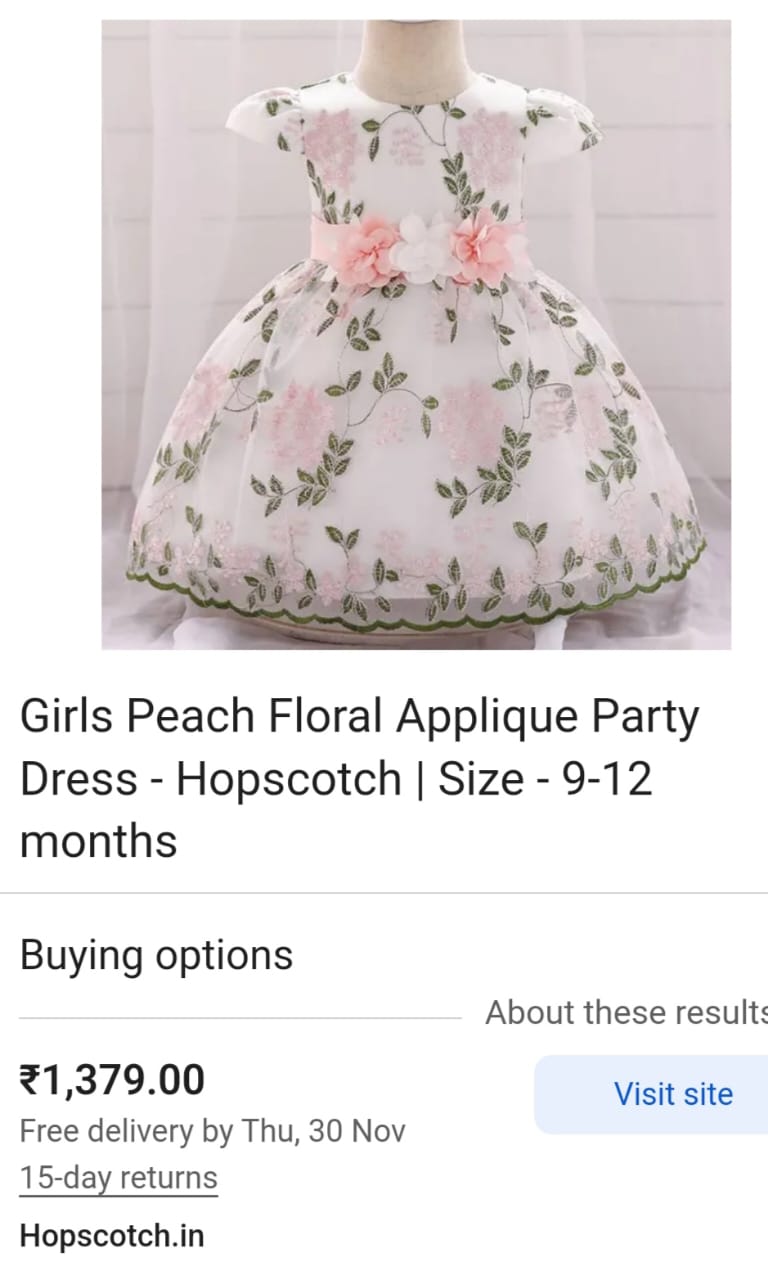 Girls Peach Floral Applique Party
Dress - Hopscotch | Size - 9-12
months
Buying options
About these results
₹1,379.00
Visit site
Free delivery by Thu, 30 Nov
15-day returns
Hopscotch.in